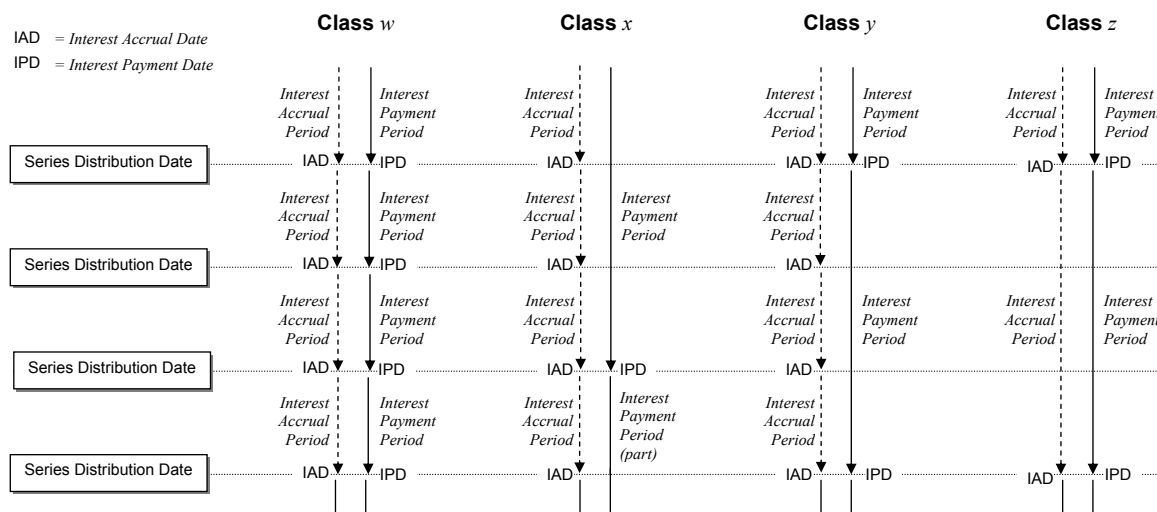 Class w
Class x
Class y
Class z
IAD = Interest Accrual Date
IPD = Interest Payment Date
Interest
Accrual
Period
Interest
Payment
Period
Interest
Accrual
Period
Interest
Accrual
Period
Interest
Payment
Period
Interest
Accrual
Period
Interest
Payment
Period
Series Distribution Date
IAD
IPD
IAD
IAD
IPD
IAD
IPD
Interest
Accrual
Period
Interest
Payment
Period
Interest
Accrual
Period
Interest
Payment
Period
Interest
Accrual
Period
Series Distribution Date
IAD
IPD
IAD
IAD
Interest
Accrual
Period
Interest
Payment
Period
Interest
Accrual
Period
Interest
Accrual
Period
Interest
Payment
Period
Interest
Accrual
Period
Interest
Payment
Period
Series Distribution Date
IAD
IPD
IAD
IPD
IAD
Interest
Accrual
Period
Interest
Payment
Period
Interest
Accrual
Period
Interest
Payment
Period
(part)
Interest
Accrual
Period
Series Distribution Date
IAD
IPD
IAD
IAD
IPD
IAD
IPD